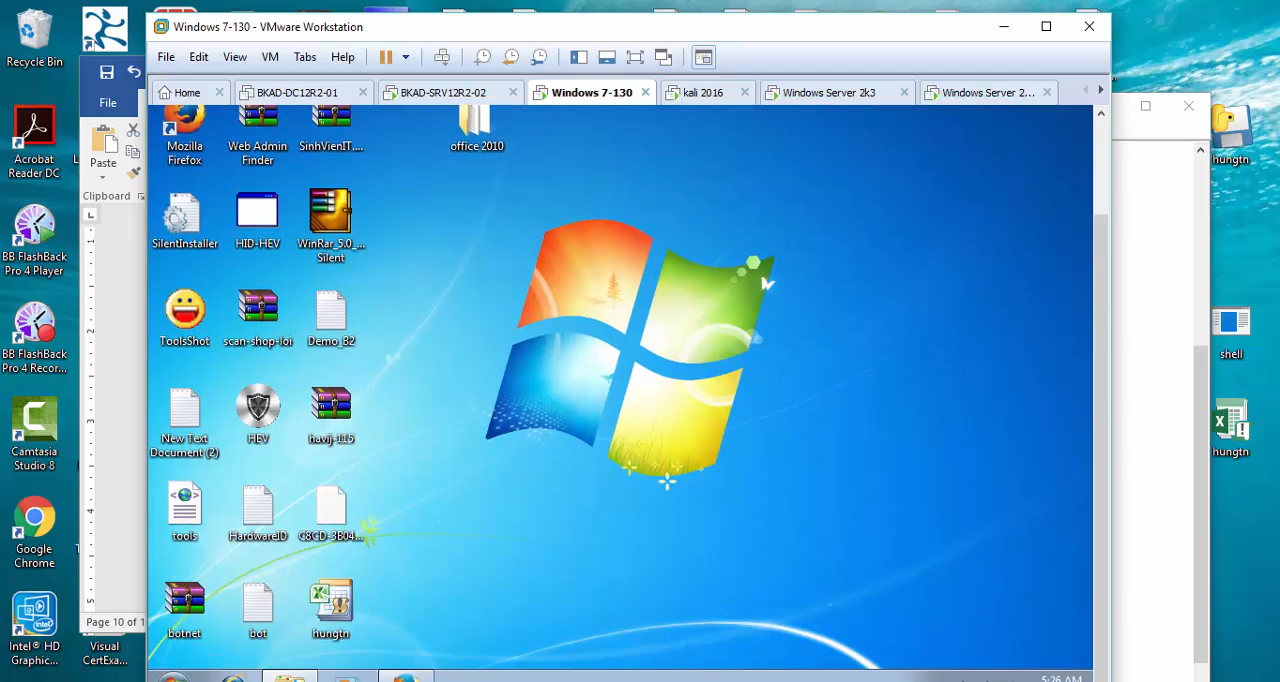 Windows 7-130 - VMware Workstation
File Edit View VM Tabs Help
Home
BKAD-DC12R2-01
BKAD-SRV12R2-02
Windows 7-130
kali 2016
Windows Server 2k3
Windows Server 2...
Recycle Bin
Acrobat
Reader DC
BB FlashBack
Pro 4 Player
BB FlashBack
Pro 4 Recor...
Camtasia
Studio 8
Google
Chrome
Intel® HD
Graphic...
Visual
CertExa...
File
Paste
Clipboard
Page 10 of 1
Mozilla
Firefox
Web Admin
Finder
SinhVienIT....
office 2010
SilentInstaller
HID-HEV
WinRar_5.0_...
Silent
ToolsShot
scan-shop-loi
Demo_B2
New Text
Document (2)
HEV
havij-115
tools
HardwareID
C8CD-3B04...
botnet
bot
hungtn
5:26 AM
hungtn
shell
hungtn